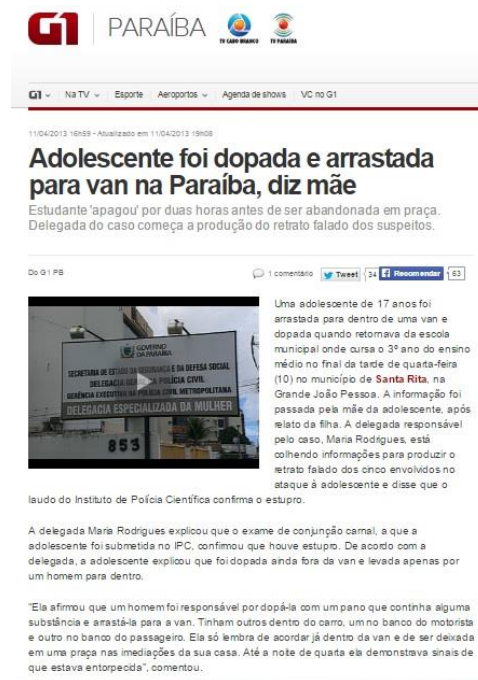 G1 PARAÍBA TV CABO BRANCO TV PARAÍBA
G1 Na TV Esporte Aeroportos Agenda de shows VC no G1
11/04/2013 16h59 - Atualizado em 11/04/2013 19h08
Adolescente foi dopada e arrastada
para van na Paraíba, diz mãe
Estudante 'apagou' por duas horas antes de ser abandonada em praça.
Delegada do caso começa a produção do retrato falado dos suspeitos.
Do G1 PB
1 comentário Tweet 34 Recomendar 63
GOVERNO
DA PARAÍBA
SECRETARIA DE ESTADO DA SEGURANÇA E DA DEFESA SOCIAL
DELEGACIA GERAL DA POLÍCIA CIVIL
GERÊNCIA EXECUTIVA DA POLÍCIA CIVIL METROPOLITANA
DELEGACIA ESPECIALIZADA DA MULHER
853
Uma adolescente de 17 anos foi
arrastada para dentro de uma van e
dopada quando retornava da escola
municipal onde cursa o 3º ano do ensino
médio no final da tarde de quarta-feira
(10) no município de Santa Rita, na
Grande João Pessoa. A informação foi
passada pela mãe da adolescente, após
relato da filha. A delegada responsável
pelo caso, Maria Rodrigues, está
colhendo informações para produzir o
retrato falado dos cinco envolvidos no
ataque à adolescente e disse que o
laudo do Instituto de Polícia Científica confirma o estupro.
A delegada Maria Rodrigues explicou que o exame de conjunção carnal, a que a
adolescente foi submetida no IPC, confirmou que houve estupro. De acordo com a
delegada, a adolescente explicou que foi dopada ainda fora da van e levada apenas por
um homem para dentro.
"Ela afirmou que um homem foi responsável por dopá-la com um pano que continha alguma
substância e arrastá-la para a van. Tinham outros dentro do carro, um no banco do motorista
e outro no banco do passageiro. Ela só lembra de acordar já dentro da van e de ser deixada
em uma praça nas imediações da sua casa. Até a noite de quarta ela demonstrava sinais de
que estava entorpecida", comentou.